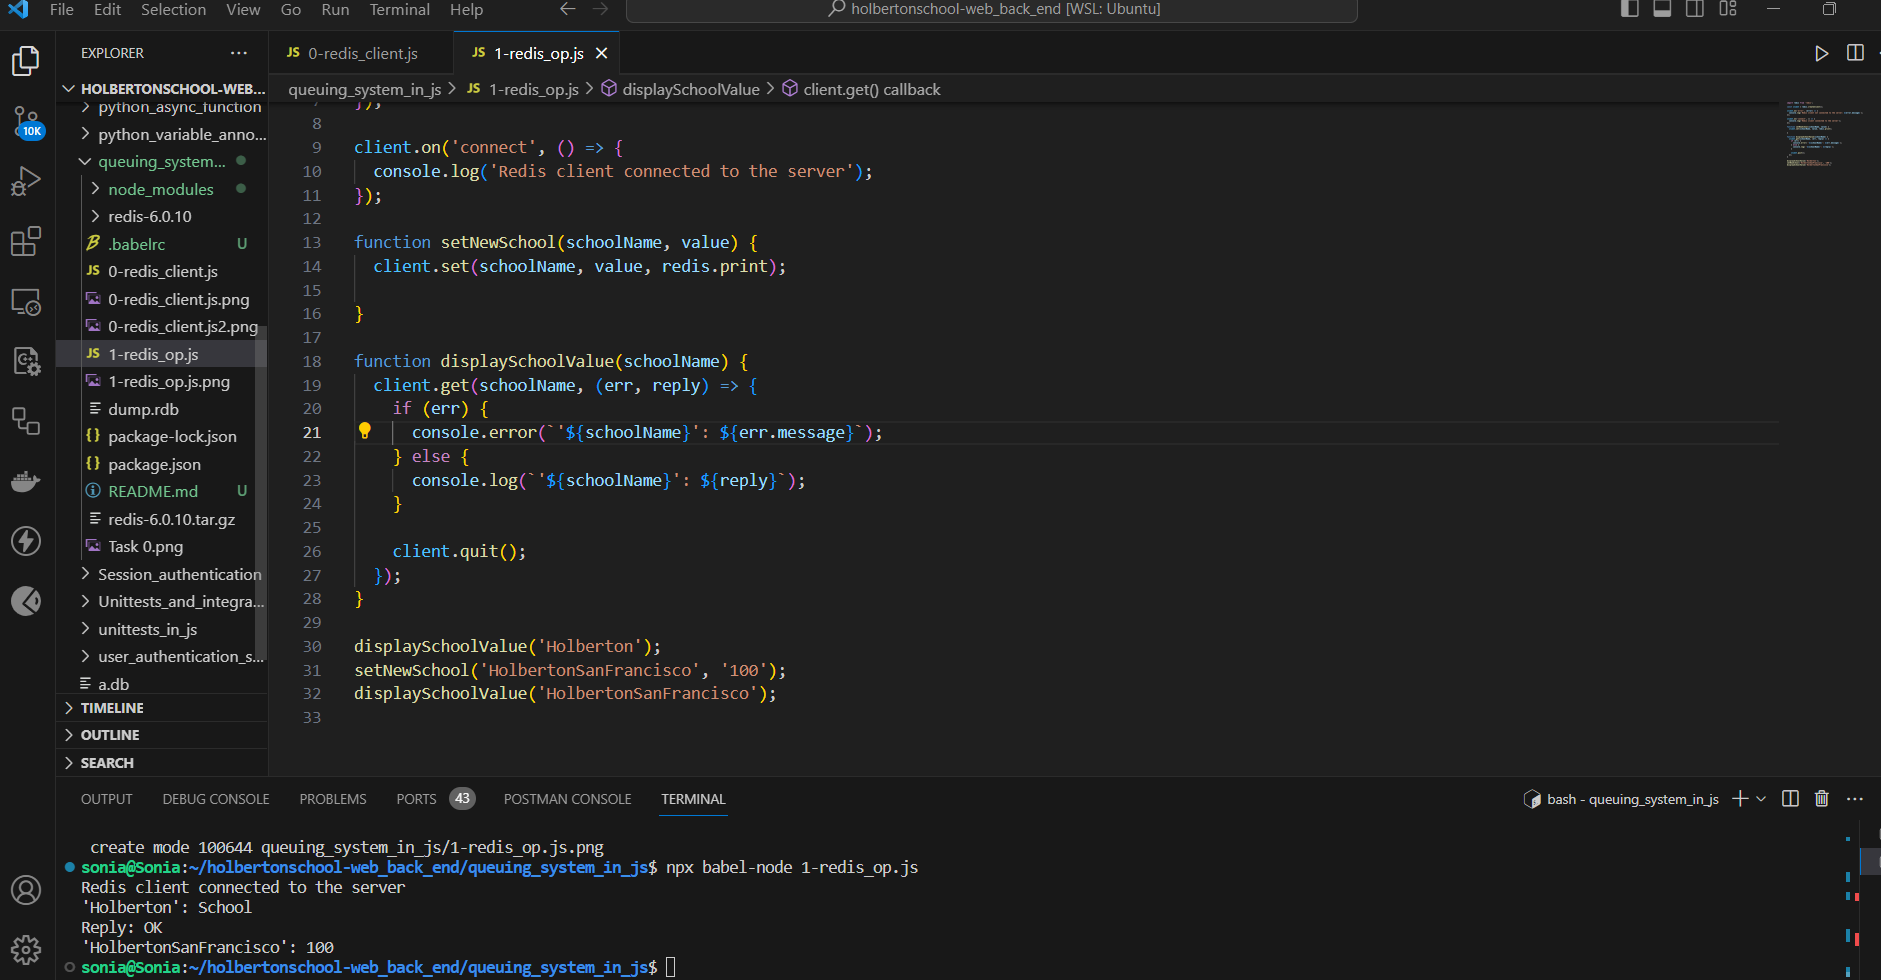 File Edit Selection View Go Run Terminal Help
holbertonschool-web_back_end [WSL: Ubuntu]
EXPLORER
10K
HOLBERTONSCHOOL-WEB...
python_async_function
python_variable_anno...
queuing_system...
node_modules
redis-6.0.10
.babelrc U
JS 0-redis_client.js
0-redis_client.js.png
0-redis_client.js2.png
JS 1-redis_op.js
1-redis_op.js.png
dump.rdb
{} package-lock.json
{} package.json
README.md U
redis-6.0.10.tar.gz
Task 0.png
Session_authentication
Unittests_and_integra...
unittests_in_js
user_authentication_s...
a.db
TIMELINE
OUTLINE
SEARCH
JS 0-redis_client.js
JS 1-redis_op.js
queuing_system_in_js > JS 1-redis_op.js > displaySchoolValue > client.get() callback
7 });
8
9 client.on('connect', () => {
10 console.log('Redis client connected to the server');
11 });
12
13 function setNewSchool(schoolName, value) {
14 client.set(schoolName, value, redis.print);
15
16 }
17
18 function displaySchoolValue(schoolName) {
19 client.get(schoolName, (err, reply) => {
20 if (err) {
21 console.error(`'${schoolName}': ${err.message}`);
22 } else {
23 console.log(`'${schoolName}': ${reply}`);
24 }
25
26 client.quit();
27 });
28 }
29
30 displaySchoolValue('Holberton');
31 setNewSchool('HolbertonSanFrancisco', '100');
32 displaySchoolValue('HolbertonSanFrancisco');
33
OUTPUT DEBUG CONSOLE PROBLEMS PORTS 43 POSTMAN CONSOLE TERMINAL
bash - queuing_system_in_js
create mode 100644 queuing_system_in_js/1-redis_op.js.png
sonia@Sonia:~/holbertonschool-web_back_end/queuing_system_in_js$ npx babel-node 1-redis_op.js
Redis client connected to the server
'Holberton': School
Reply: OK
'HolbertonSanFrancisco': 100
sonia@Sonia:~/holbertonschool-web_back_end/queuing_system_in_js$